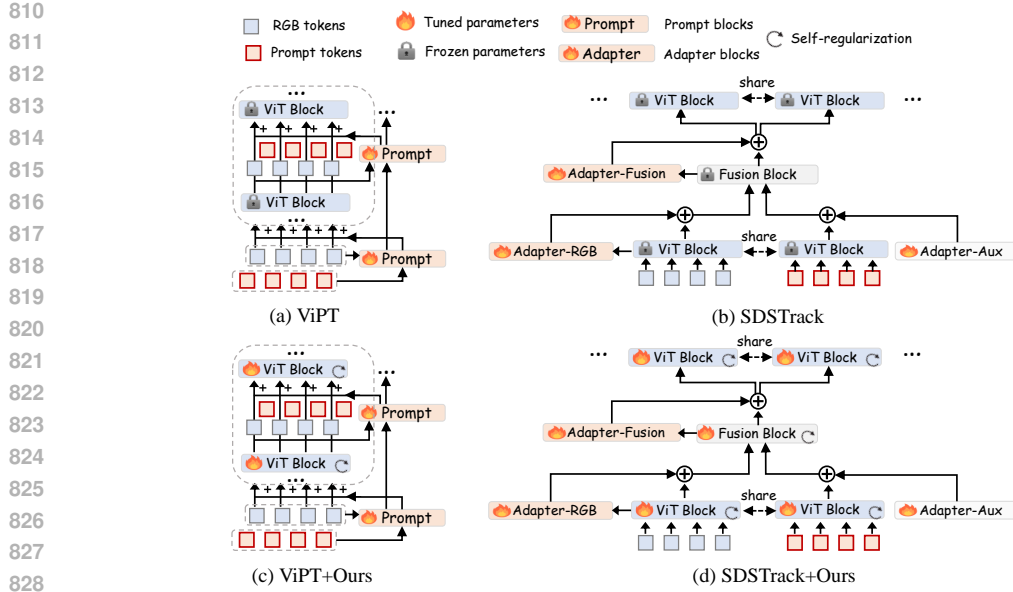 810
811
812
813
814
815
816
817
818
819
820
821
822
823
824
825
826
827
828
RGB tokens
Prompt tokens
Tuned parameters
Frozen parameters
Prompt
Prompt blocks
Adapter
Adapter blocks
Self-regularization
...
ViT Block
...
+ + + +
Prompt
ViT Block
...
+ + + +
Prompt
(a) ViPT
share
...
ViT Block
ViT Block
...
Adapter-Fusion
Fusion Block
share
Adapter-RGB
ViT Block
ViT Block
Adapter-Aux
(b) SDSTrack
...
ViT Block
...
+ + + +
Prompt
ViT Block
...
+ + + +
Prompt
(c) ViPT+Ours
share
...
ViT Block
ViT Block
...
Adapter-Fusion
Fusion Block
share
Adapter-RGB
ViT Block
ViT Block
Adapter-Aux
(d) SDSTrack+Ours